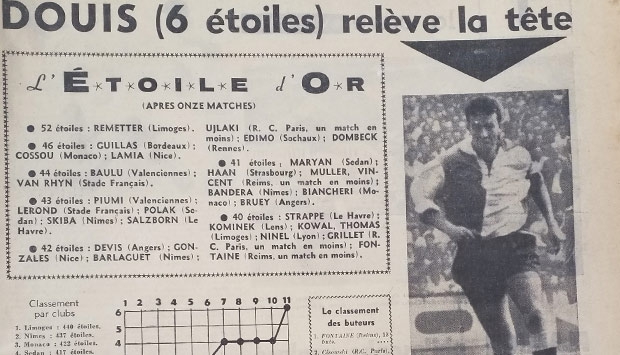 DOUIS (6 étoiles) relève la tête
L'ÉTOILE d'OR
(APRES ONZE MATCHES)
● 52 étoiles : REMETTER (Limoges).
● 46 étoiles : GUILLAS (Bordeaux) ;
COSSOU (Monaco) ; LAMIA (Nice).
● 44 étoiles : BAULU (Valenciennes) ;
VAN RHYN (Stade Français).
● 43 étoiles : PIUMI (Valenciennes) ;
LEROND (Stade Français) ; POLAK (Se-
dan) ; SKIBA (Nîmes) ; SALZBORN (Le
Havre).
● 42 étoiles : DEVIS (Angers) ; GON-
ZALES (Nice) ; BARLAGUET (Nîmes) ;
UJLAKI (R. C. Paris, un match en
moins) ; EDIMO (Sochaux) ; DOMBECK
(Rennes).
● 41 étoiles : MARYAN (Sedan) ;
HAAN (Strasbourg) ; MULLER, VIN-
CENT (Reims, un match en moins) ;
BANDERA (Nîmes) ; BIANCHERI (Mo-
naco) ; BRUEY (Angers).
● 40 étoiles : STRAPPE (Le Havre) ;
KOMINEK (Lens) ; KOWAL, THOMAS
(Limoges) ; NINEL (Lyon) ; GRILLET (R.
C. Paris, un match en moins) ; FON-
TAINE (Reims, un match en moins).
Classement
par clubs
1. Limoges : 440 étoiles.
2. Nîmes : 437 étoiles.
3. Monaco : 422 étoiles.
4. Sedan : 417 étoiles.
1 2 3 4 5 6 7 8 9 10 11
6
5
4
Le classement
des buteurs
1. FONTAINE (Reims),
buts.
2. (R.C. Paris),